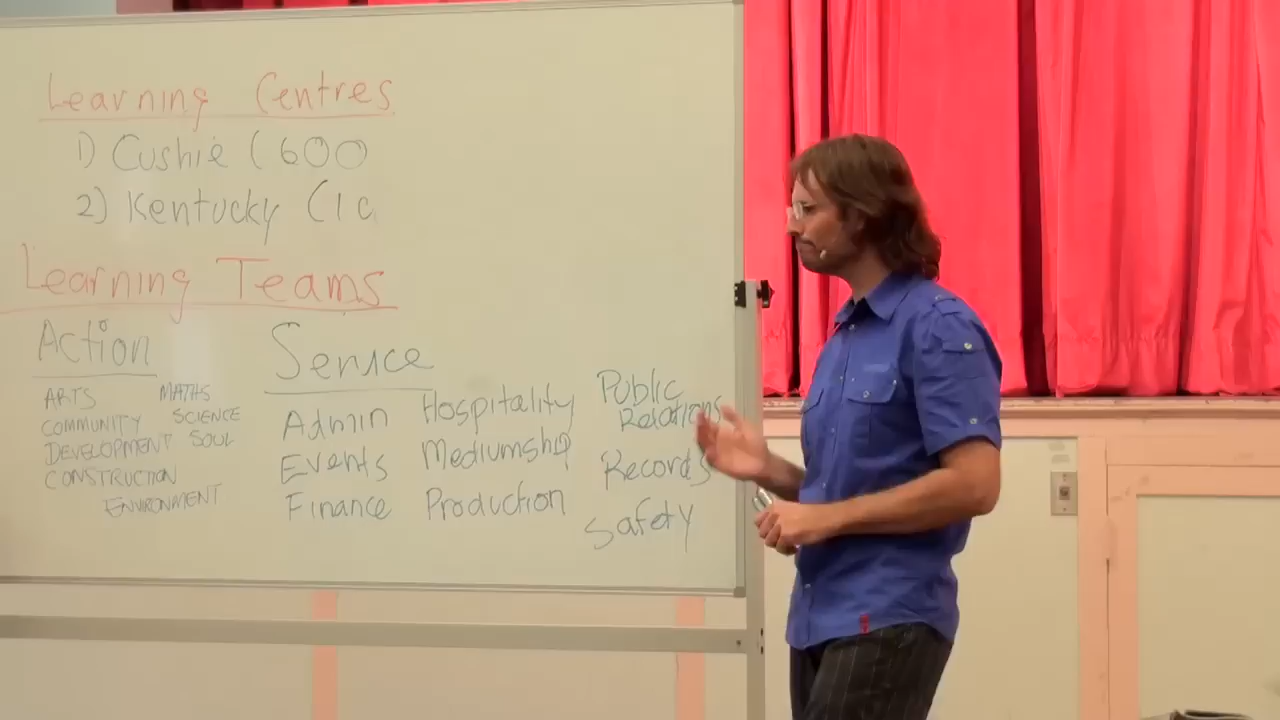 Learning Centres
1) Cushie (600
2) Kentucky (10
Learning Teams
Action
ARTS
MATHS
COMMUNITY
SCIENCE
DEVELOPMENT
SOUL
CONSTRUCTION
ENVIRONMENT
Service
Admin
Events
Finance
Hospitality
Mediumship
Production
Public
Relations
Records
Safety